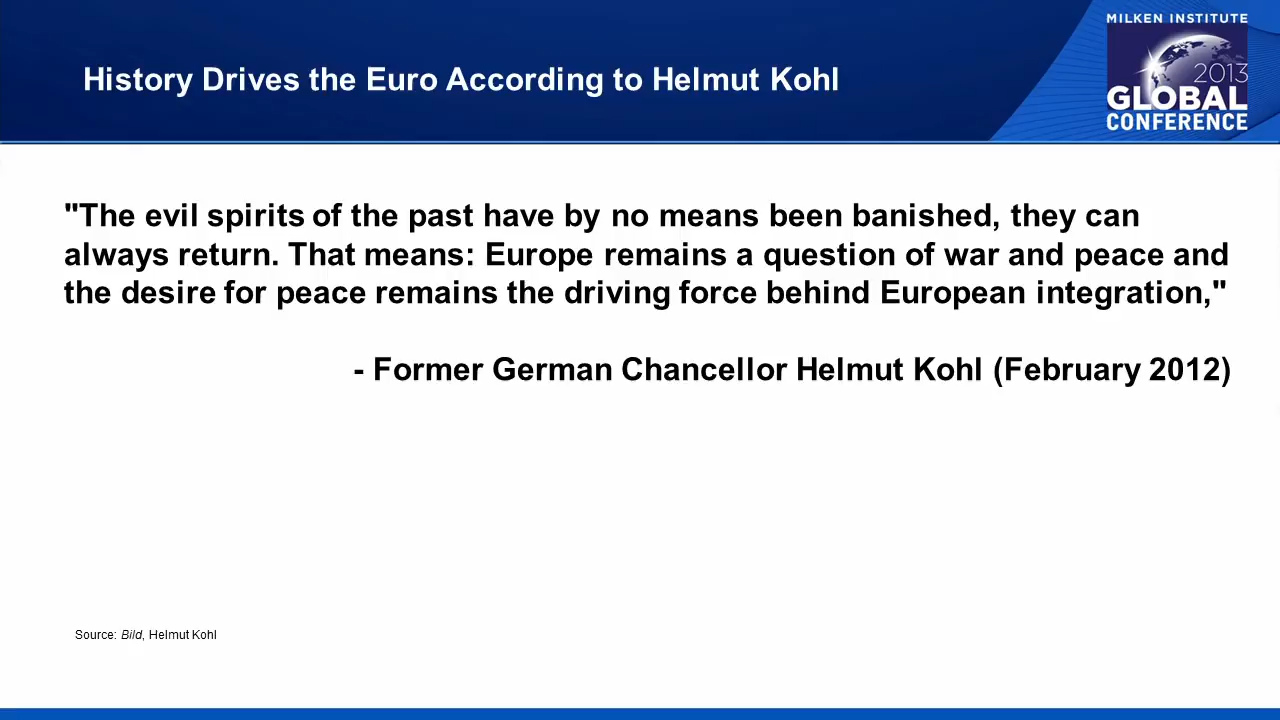 MILKEN INSTITUTE
2013
GLOBAL
CONFERENCE
History Drives the Euro According to Helmut Kohl
"The evil spirits of the past have by no means been banished, they can
always return. That means: Europe remains a question of war and peace and
the desire for peace remains the driving force behind European integration,"
- Former German Chancellor Helmut Kohl (February 2012)
Source: Bild, Helmut Kohl